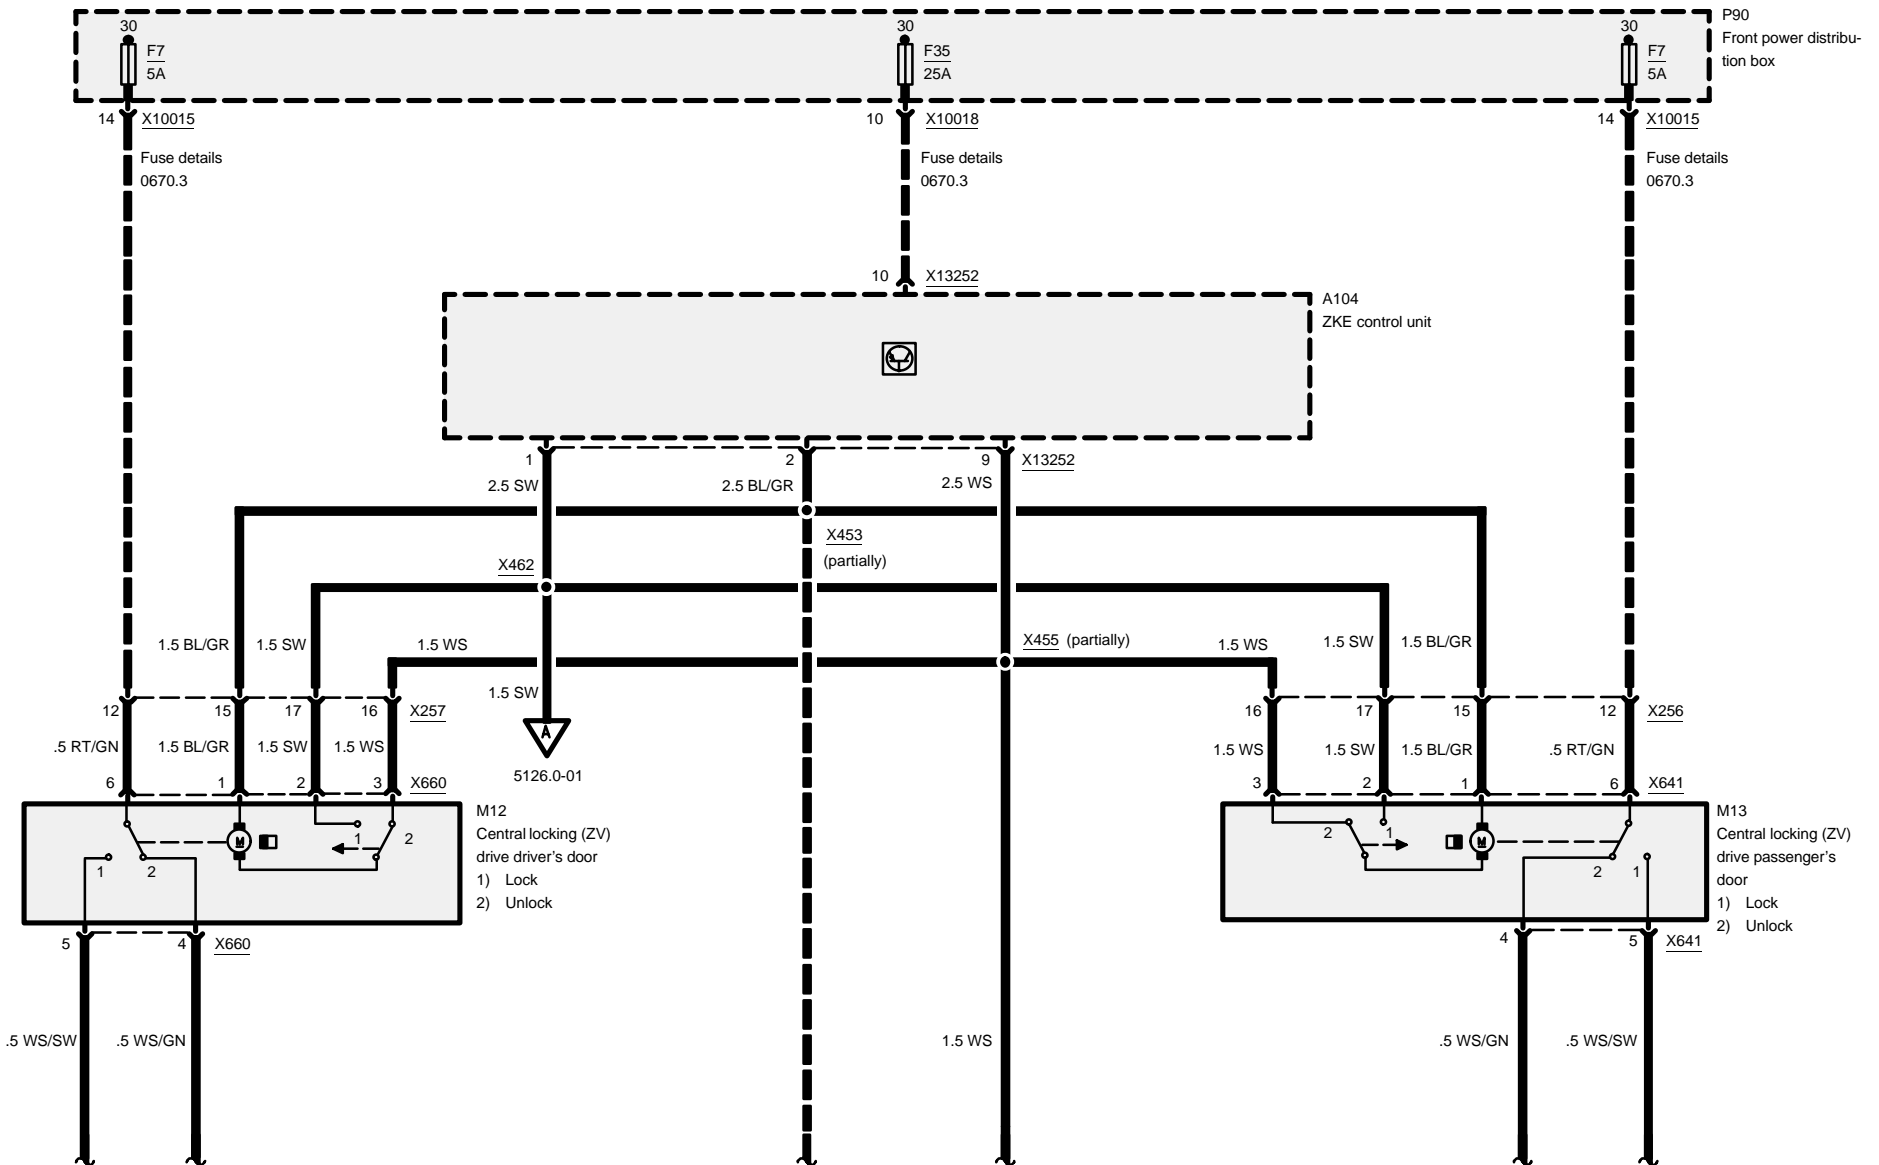 30
30
30
P90
F7
F35
F7
Front power distribu-
5A
25A
5A
tion box
14 X10015
10 X10018
14 X10015
Fuse details
Fuse details
Fuse details
0670.3
0670.3
0670.3
10 X13252
A104
ZKE control unit
1
2
9 X13252
2.5 SW
2.5 BL/GR
2.5 WS
X453
(partially)
X462
1.5 BL/GR
1.5 SW
1.5 WS
X455 (partially)
1.5 WS
1.5 SW
1.5 BL/GR
1.5 SW
12
15
17
16 X257
16
17
15
12 X256
A
.5 RT/GN
1.5 BL/GR
1.5 SW
1.5 WS
1.5 WS
1.5 SW
1.5 BL/GR
.5 RT/GN
5126.0-01
6
1
2
3 X660
3
2
1
6 X641
M12
Central locking (ZV)
drive driver's door
1) Lock
2) Unlock
M
1
2
1
2
M13
Central locking (ZV)
drive passenger's
door
1) Lock
2) Unlock
2
1
M
2
1
5
4 X660
4
5 X641
.5 WS/SW
.5 WS/GN
1.5 WS
.5 WS/GN
.5 WS/SW